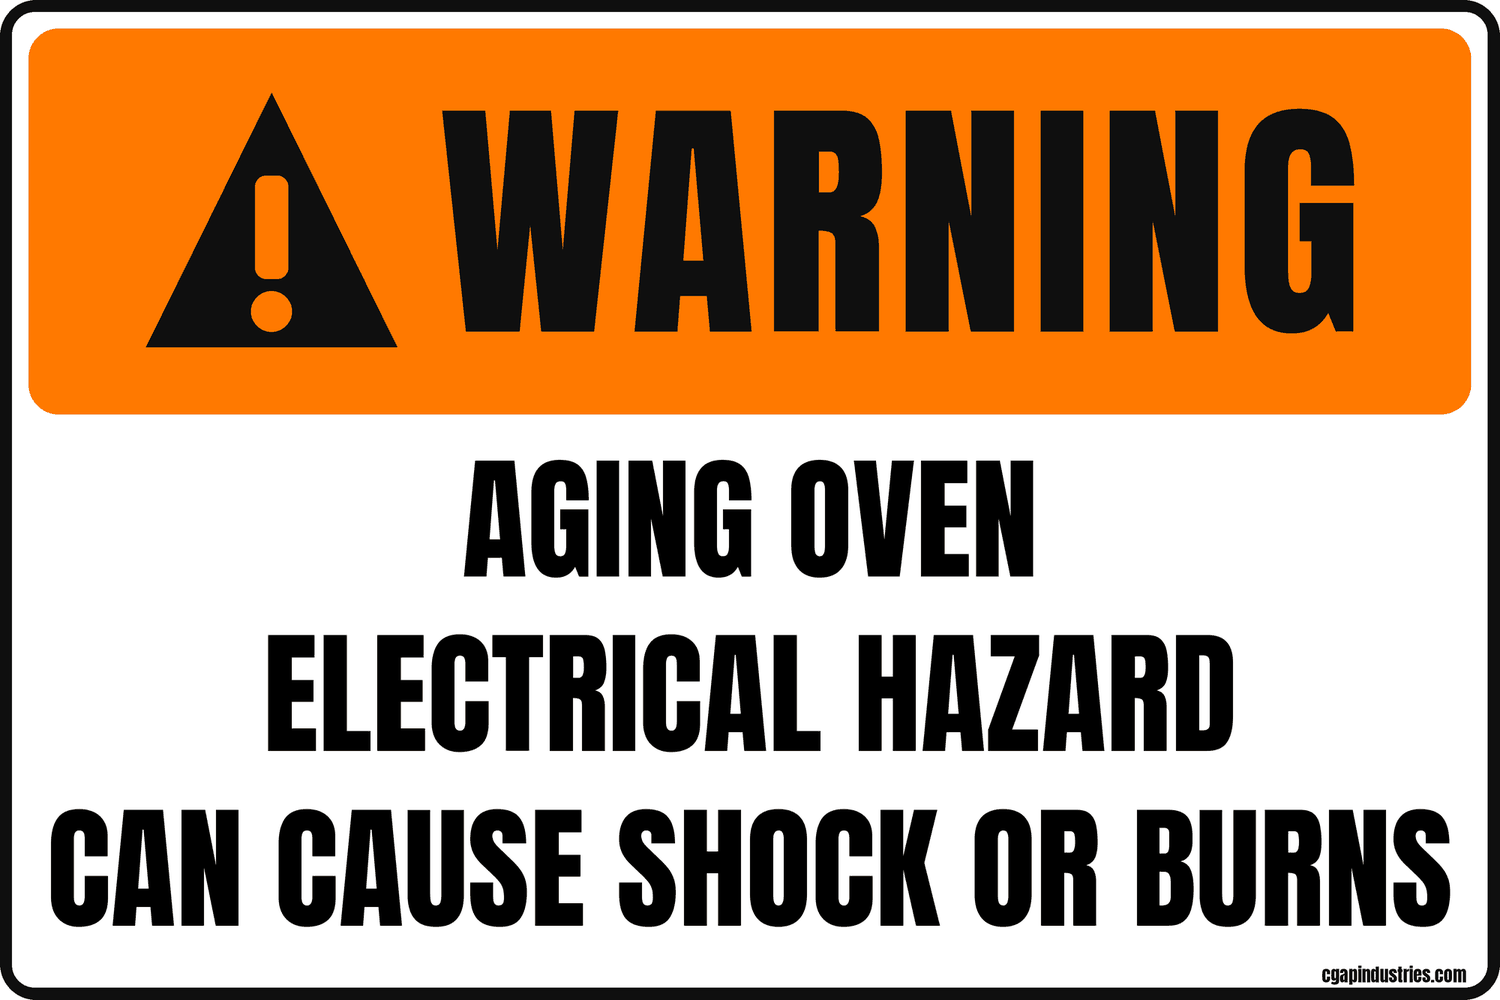 WARNING
AGING OVEN
ELECTRICAL HAZARD
CAN CAUSE SHOCK OR BURNS
cgapindustries.com